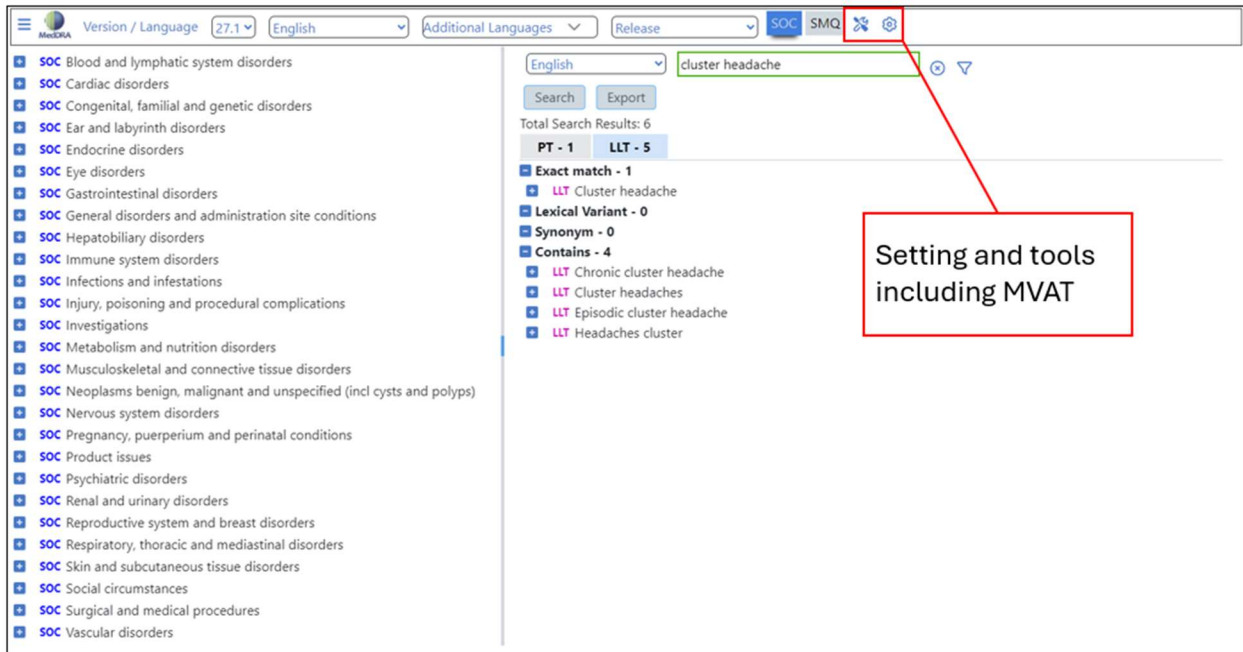 MedDRA Version / Language 27.1 English Additional Languages Release SOC SMQ
SOC Blood and lymphatic system disorders
SOC Cardiac disorders
SOC Congenital, familial and genetic disorders
SOC Ear and labyrinth disorders
SOC Endocrine disorders
SOC Eye disorders
SOC Gastrointestinal disorders
SOC General disorders and administration site conditions
SOC Hepatobiliary disorders
SOC Immune system disorders
SOC Infections and infestations
SOC Injury, poisoning and procedural complications
SOC Investigations
SOC Metabolism and nutrition disorders
SOC Musculoskeletal and connective tissue disorders
SOC Neoplasms benign, malignant and unspecified (incl cysts and polyps)
SOC Nervous system disorders
SOC Pregnancy, puerperium and perinatal conditions
SOC Product issues
SOC Psychiatric disorders
SOC Renal and urinary disorders
SOC Reproductive system and breast disorders
SOC Respiratory, thoracic and mediastinal disorders
SOC Skin and subcutaneous tissue disorders
SOC Social circumstances
SOC Surgical and medical procedures
SOC Vascular disorders
English cluster headache
Search Export
Total Search Results: 6
PT - 1 LLT - 5
Exact match - 1
LLT Cluster headache
Lexical Variant - 0
Synonym - 0
Contains - 4
LLT Chronic cluster headache
LLT Cluster headaches
LLT Episodic cluster headache
LLT Headaches cluster
Setting and tools
including MVAT